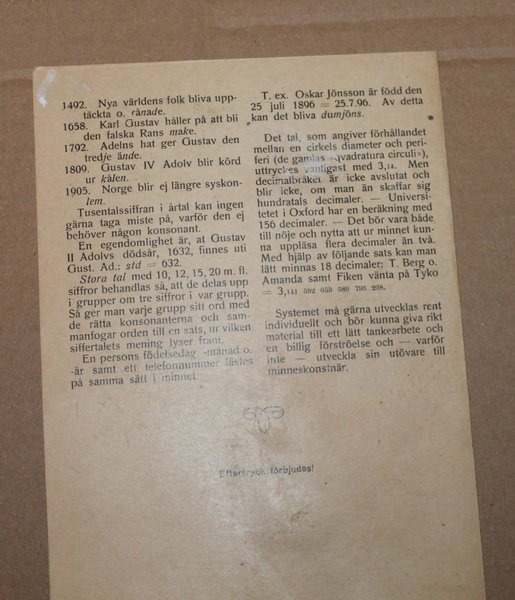 1492. Nya världens folk bliva upp-
täckta o. rånade.
1658. Karl Gustav håller på att bli
den falska Rans make.
1792. Adelns hat ger Gustav den
tredje ände.
1809. Gustav IV Adolv blir körd
ur kålen.
1905. Norge blir ej längre syskon-
lem.
Tusentalssiffran i årtal kan ingen
gärna taga miste på, varför den ej
behöver någon konsonant.
En egendomlighet är, at Gustav
II Adolvs dödsår, 1632, finnes uti
Gust. Ad.: std = 632.
Stora tal med 10, 12, 15, 20 m. fl.
siffror behandlas så, att de delas upp
i grupper om tre siffror i var grupp.
Så ger man varje grupp sitt ord med
de rätta konsonanterna och sam-
manfogar orden till en sats, ur vilken
siffertalets mening lyser fram.
En persons födelsedag -månad o.
-år samt ett telefonnummer fästes
på samma sätt i minnet.
T. ex. Oskar Jönsson är född den
25 juli 1896 = 25.7.96. Av detta
kan det bliva dumjöns.
Det tal, som angiver förhållandet
mellan en cirkels diameter och peri-
feri (de gamlas »qvadratura circuli»),
uttryckes vanligast med 3,14. Men
decimalbråket är icke avslutat och
blir icke, om man än skaffar sig
hundratals decimaler. — Universi-
tetet i Oxford har en beräkning med
156 decimaler. — Det bör vara både
till nöje och nytta att ur minnet kun-
na uppläsa flera decimaler än två.
Med hjälp av följande sats kan man
lätt minnas 18 decimaler: T. Berg o.
Amanda samt Fiken vänta på Tyko
= 3,141 592 653 589 793 238.
Systemet må gärna utvecklas rent
individuellt och bör kunna giva rikt
material till ett lätt tankearbete och
en billig förströelse och — varför
inte — utveckla sin utövare till
minneskonstnär.
Eftertryck förbjudes!